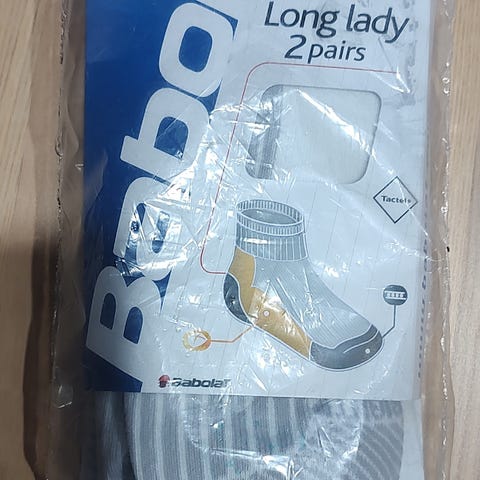 Long lady
2 pairs
Babo
Tactel
BabolaT